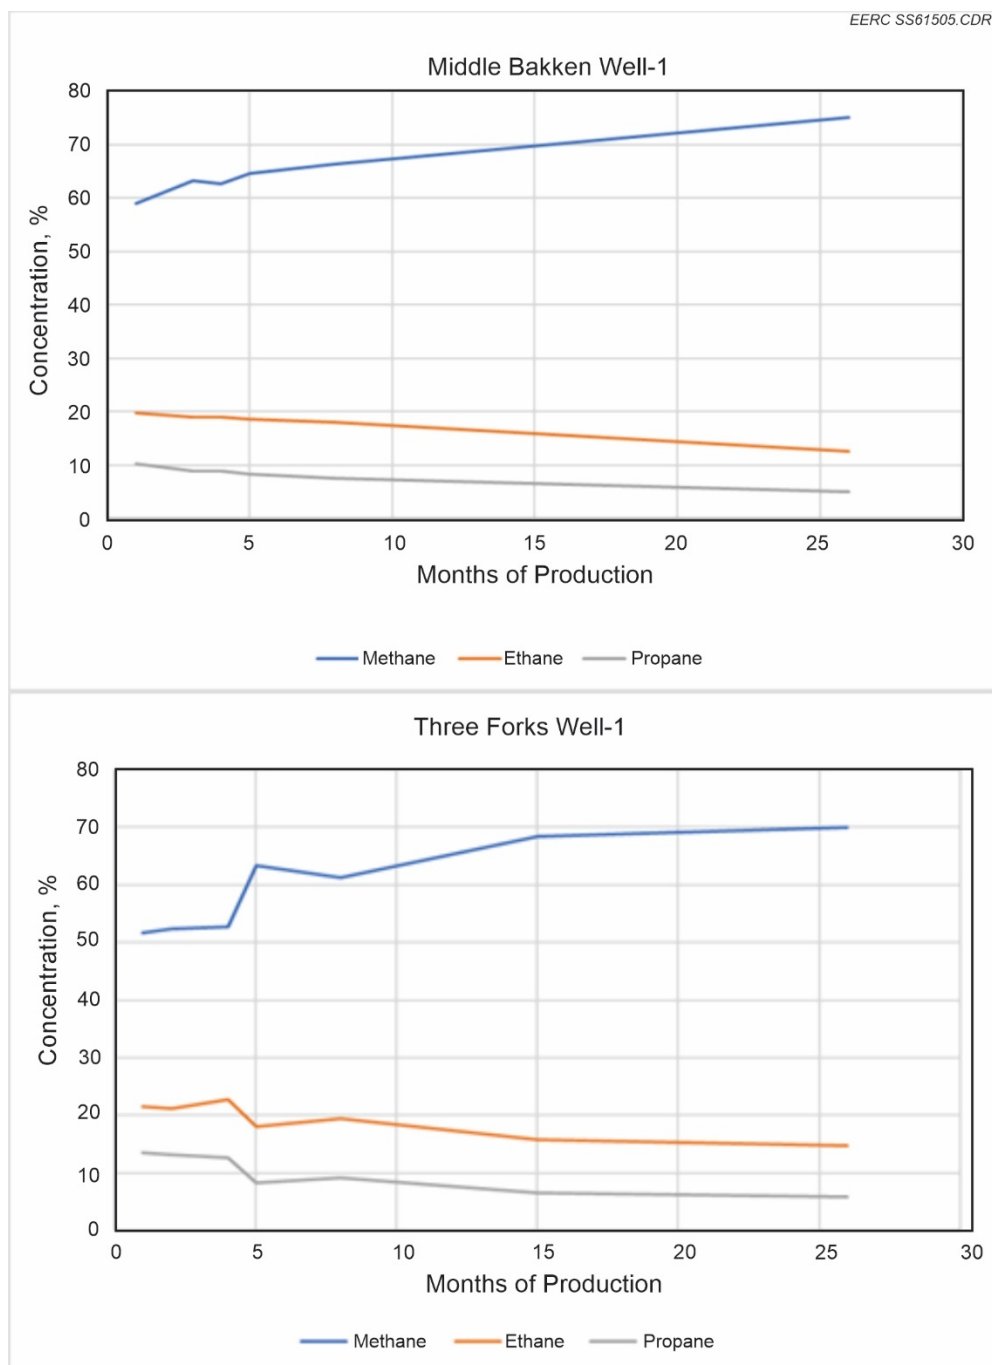 EERC SS61505.CDR
Middle Bakken Well-1
80
70
60
50
40
30
20
10
0
Concentration, %
0 5 10 15 20 25 30
Months of Production
Methane Ethane Propane
Three Forks Well-1
80
70
60
50
40
30
20
10
0
Concentration, %
0 5 10 15 20 25 30
Months of Production
Methane Ethane Propane